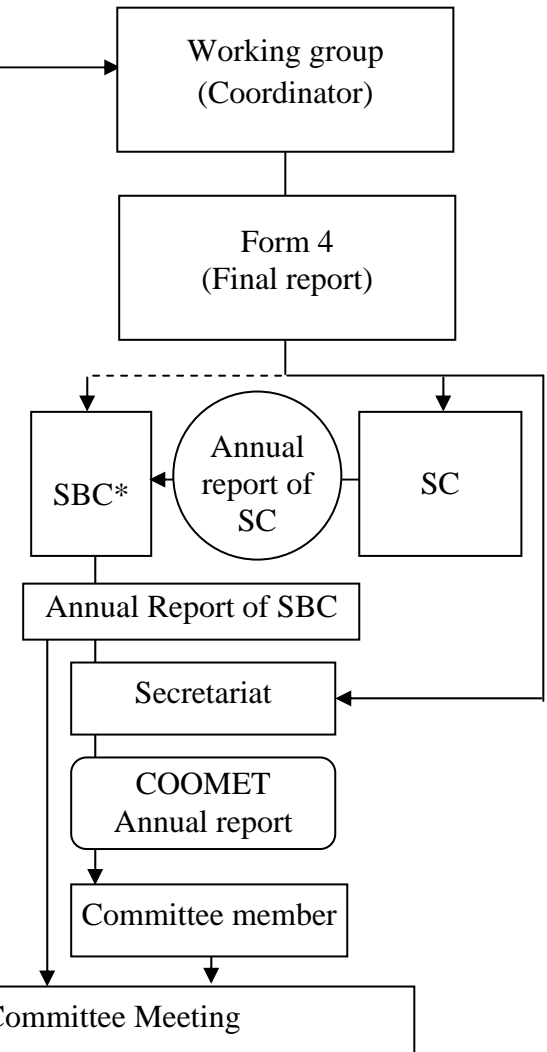 Working group
(Coordinator)
Form 4
(Final report)
SBC*
Annual
report of
SC
SC
Annual Report of SBC
Secretariat
COOMET
Annual report
Committee member
Committee Meeting